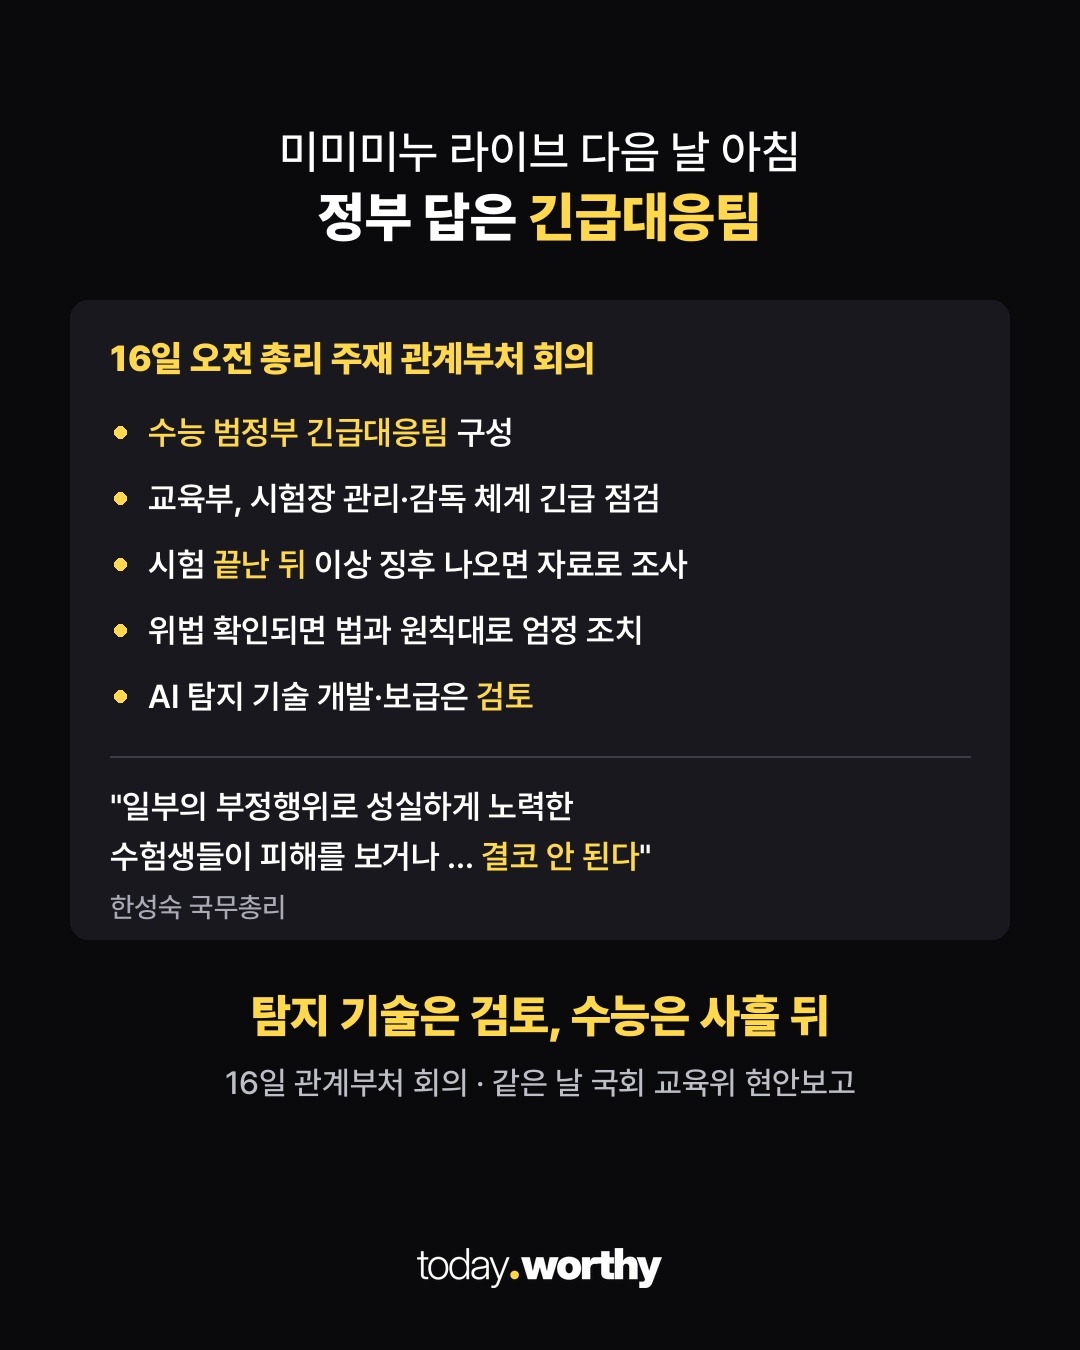 미미미누 라이브 다음 날 아침
정부 답은 긴급대응팀
16일 오전 총리 주재 관계부처 회의
수능 범정부 긴급대응팀 구성
교육부, 시험장 관리·감독 체계 긴급 점검
시험 끝난 뒤 이상 징후 나오면 자료로 조사
위법 확인되면 법과 원칙대로 엄정 조치
AI 탐지 기술 개발·보급은 검토
"일부의 부정행위로 성실하게 노력한
수험생들이 피해를 보거나 ... 결코 안 된다"
한성숙 국무총리
탐지 기술은 검토, 수능은 사흘 뒤
16일 관계부처 회의 · 같은 날 국회 교육위 현안보고
today.worthy